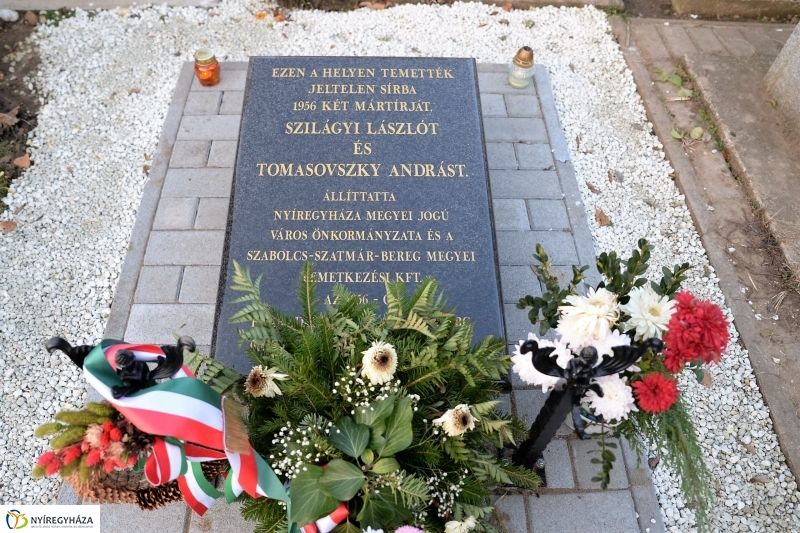 EZEN A HELYEN TEMETTÉK
JELTELEN SÍRBA
1956 KÉT MÁRTÍRJÁT.
SZILÁGYI LÁSZLÓT
ÉS
TOMASOVSZKY ANDRÁST.
ÁLLÍTTATTA
NYÍREGYHÁZA MEGYEI JOGÚ
VÁROS ÖNKORMÁNYZATA ÉS A
SZABOLCS-SZATMÁR-BEREG MEGYEI
TEMETKEZÉSI KFT.
NYÍREGYHÁZA